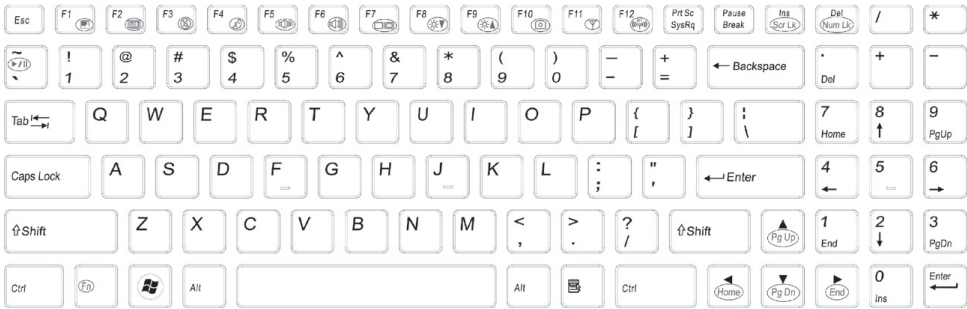 Esc F1 F2 F3 F4 F5 F6 F7 F8 F9 F10 F11 F12 Prt Sc SysRq Pause Break Ins Scr Lk Del Num Lk / *
~ ` ! 1 @ 2 # 3 $ 4 % 5 ^ 6 & 7 * 8 ( 9 ) 0 — - + = ← Backspace . Del + -
Tab Q W E R T Y U I O P { [ } ] ¦ \ 7 Home 8 ↑ 9 PgUp
Caps Lock A S D F G H J K L : ; " ' ↵ Enter 4 ← 5 6 →
⇧Shift Z X C V B N M < , > . ? / ⇧Shift ▲ Pg Up 1 End 2 ↓ 3 PgDn
Ctrl Fn Alt Alt Ctrl ◀ Home ▼ Pg Dn ▶ End 0 Ins Enter ↵